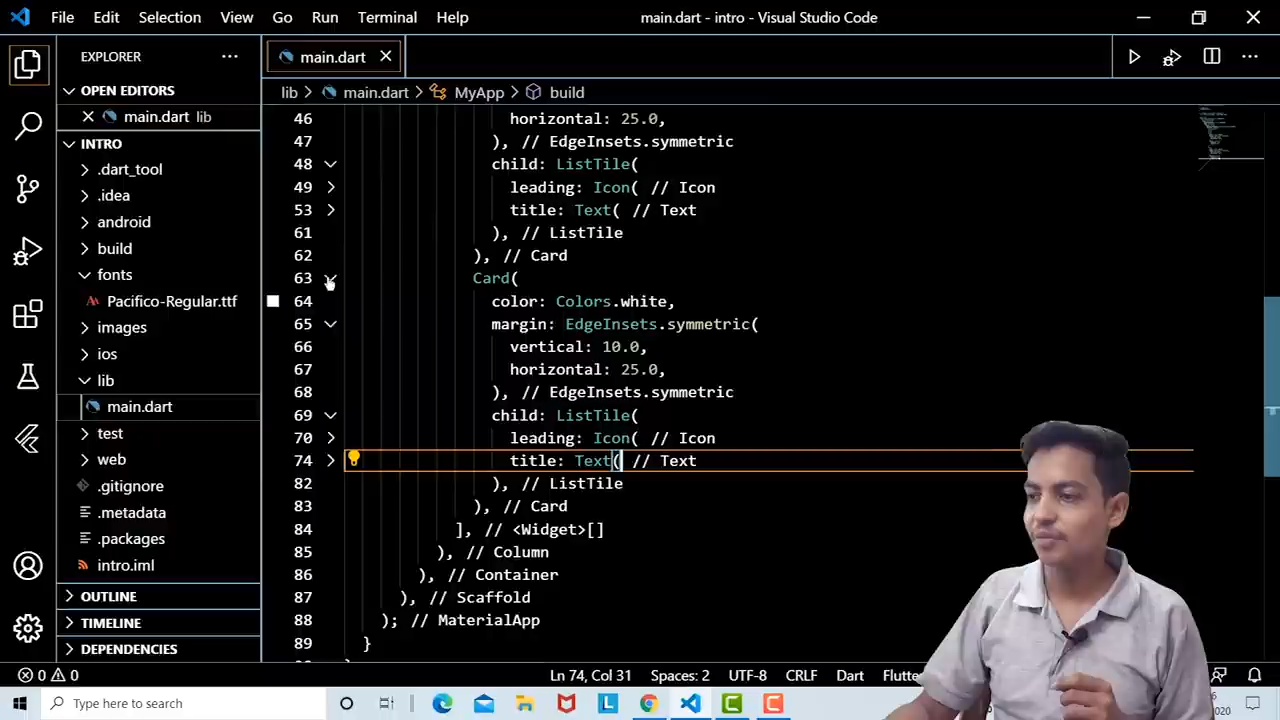 File Edit Selection View Go Run Terminal Help
main.dart - intro - Visual Studio Code
EXPLORER
OPEN EDITORS
main.dart lib
INTRO
.dart_tool
.idea
android
build
fonts
Pacifico-Regular.ttf
images
ios
lib
main.dart
test
web
.gitignore
.metadata
.packages
intro.iml
OUTLINE
TIMELINE
DEPENDENCIES
main.dart
lib > main.dart > MyApp > build
46 horizontal: 25.0,
47 ), // EdgeInsets.symmetric
48 child: ListTile(
49 leading: Icon( // Icon
53 title: Text( // Text
61 ), // ListTile
62 ), // Card
63 Card(
64 color: Colors.white,
65 margin: EdgeInsets.symmetric(
66 vertical: 10.0,
67 horizontal: 25.0,
68 ), // EdgeInsets.symmetric
69 child: ListTile(
70 leading: Icon( // Icon
74 title: Text( // Text
82 ), // ListTile
83 ), // Card
84 ], // <Widget>[]
85 ), // Column
86 ), // Container
87 ), // Scaffold
88 ); // MaterialApp
89 }
0 0 Ln 74, Col 31 Spaces: 2 UTF-8 CRLF Dart
Type here to search